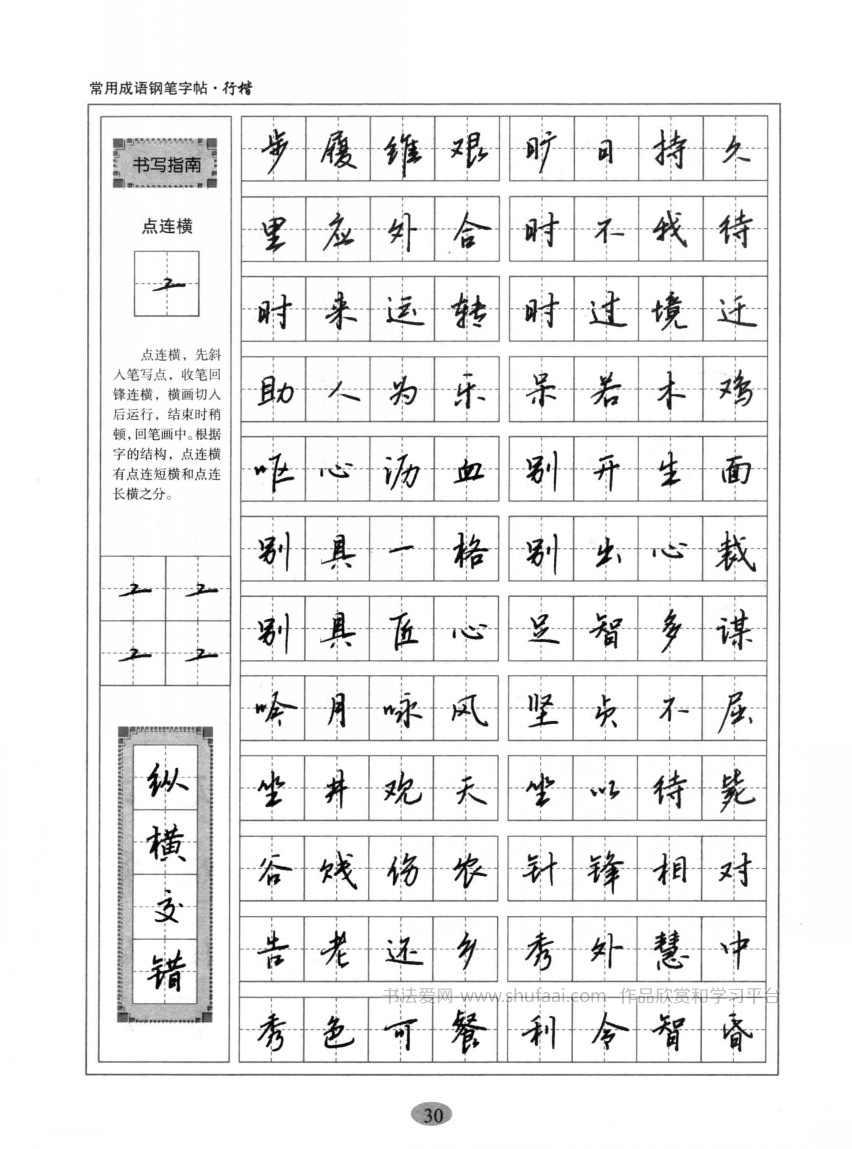 常用成语钢笔字帖·行楷
书写指南
点连横
点连横，先斜
入笔写点，收笔回
锋连横，横画切入
后运行，结束时稍
顿，回笔画中。根据
字的结构，点连横
有点连短横和点连
长横之分。
纵横交错
步履维艰 旷日持久
里应外合 时不我待
时来运转 时过境迁
助人为乐 呆若木鸡
呕心沥血 别开生面
别具一格 别出心裁
别具匠心 足智多谋
吟月咏风 坚贞不屈
坐井观天 坐以待毙
谷贱伤农 针锋相对
告老还乡 秀外慧中
书法爱网 www.shufaai.com 作品欣赏和学习平台
秀色可餐 利令智昏
30